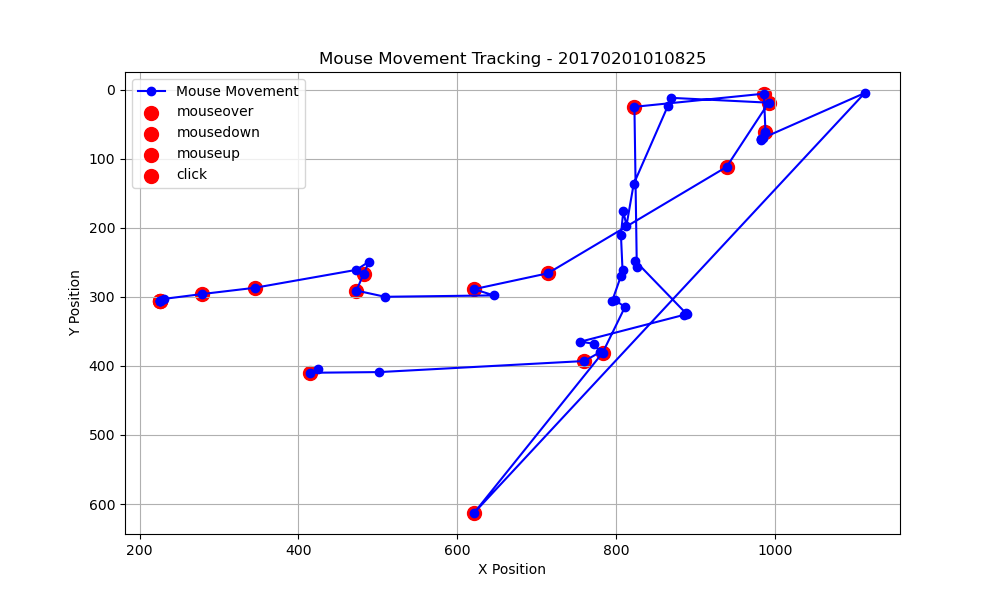 Mouse Movement Tracking - 20170201010825
Mouse Movement
mouseover
mousedown
mouseup
click
Y Position
0
100
200
300
400
500
600
200 400 600 800 1000
X Position